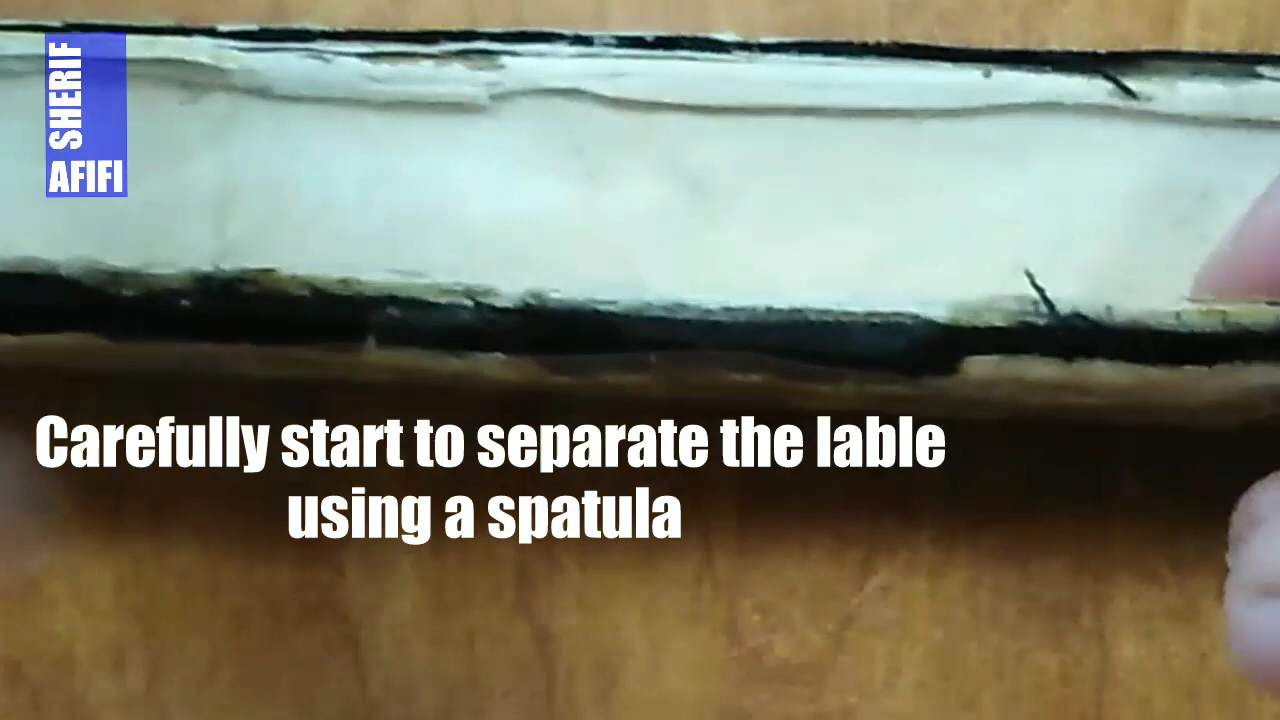 SHERIF
AFIFI
Carefully start to separate the lable
using a spatula